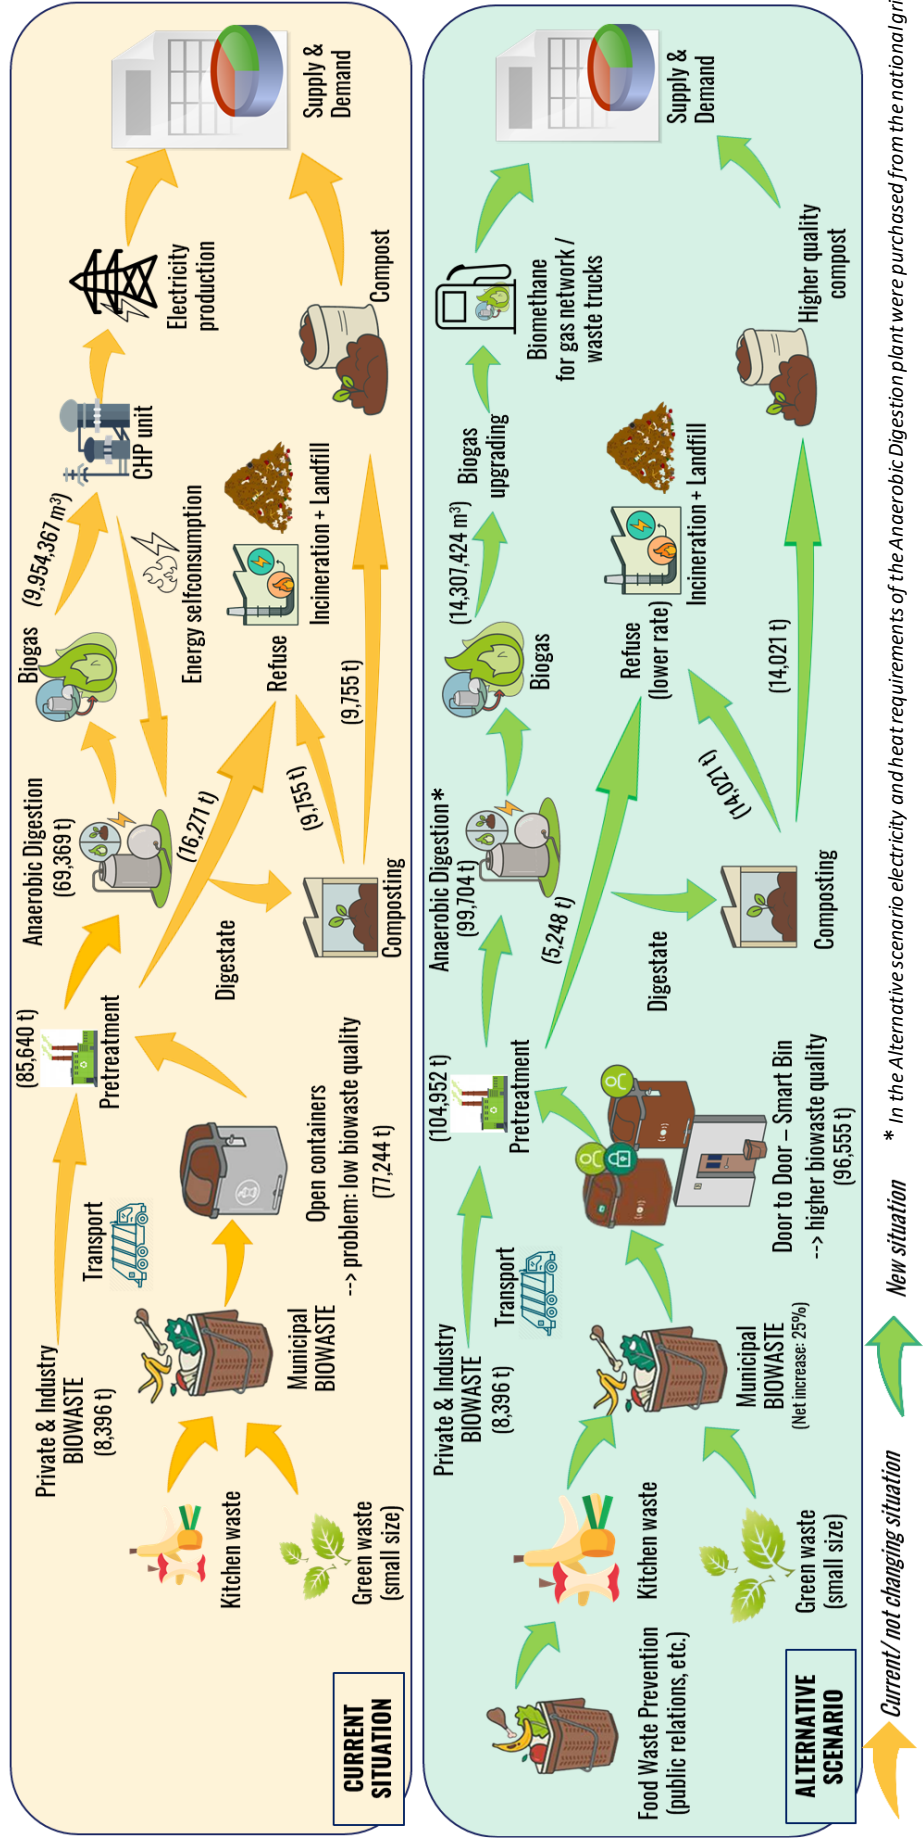 CURRENT
SITUATION
Kitchen waste
Green waste
(small size)
Private & Industry
BIOWASTE
(8,396 t)
Municipal
BIOWASTE
Transport
Open containers
--> problem: low biowaste quality
(77,244 t)
(85,640 t)
Pretreatment
Anaerobic Digestion
(69,369 t)
(16,271 t)
Digestate
Composting
Biogas
(9,954,367 m³)
CHP unit
Energy selfconsumption
Electricity
production
Refuse
Incineration + Landfill
(9,755 t)
(9,755 t)
Compost
Supply &
Demand
ALTERNATIVE
SCENARIO
Food Waste Prevention
(public relations, etc.)
Kitchen waste
Green waste
(small size)
Private & Industry
BIOWASTE
(8,396 t)
Municipal
BIOWASTE
(Net increase: 25%)
Transport
Door to Door – Smart Bin
--> higher biowaste quality
(96,555 t)
(104,952 t)
Pretreatment
Anaerobic Digestion*
(99,704 t)
(5,248 t)
Digestate
Composting
Biogas
(14,307,424 m³)
Biogas
upgrading
Biomethane
for gas network /
waste trucks
Refuse
(lower rate)
Incineration + Landfill
(14,021 t)
(14,021 t)
Higher quality
compost
Supply &
Demand
Current/ not changing situation
New situation
* In the Alternative scenario electricity and heat requirements of the Anaerobic Digestion plant were purchased from the national gri